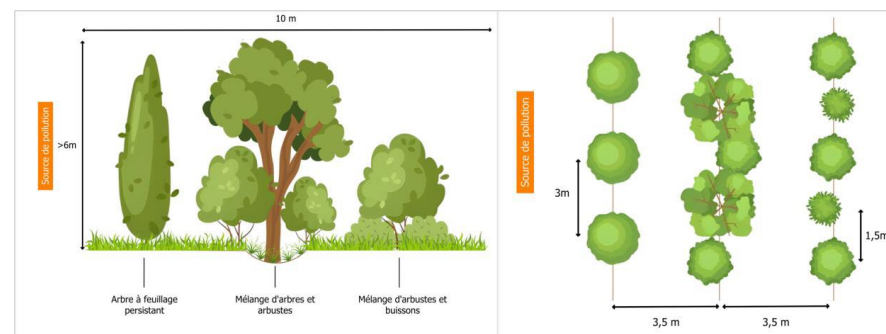 10 m
Source de pollution
>6m
Arbre à feuillage
persistant
Mélange d'arbres et
arbustes
Mélange d'arbustes et
buissons
Source de pollution
3m
1,5m
3,5 m
3,5 m